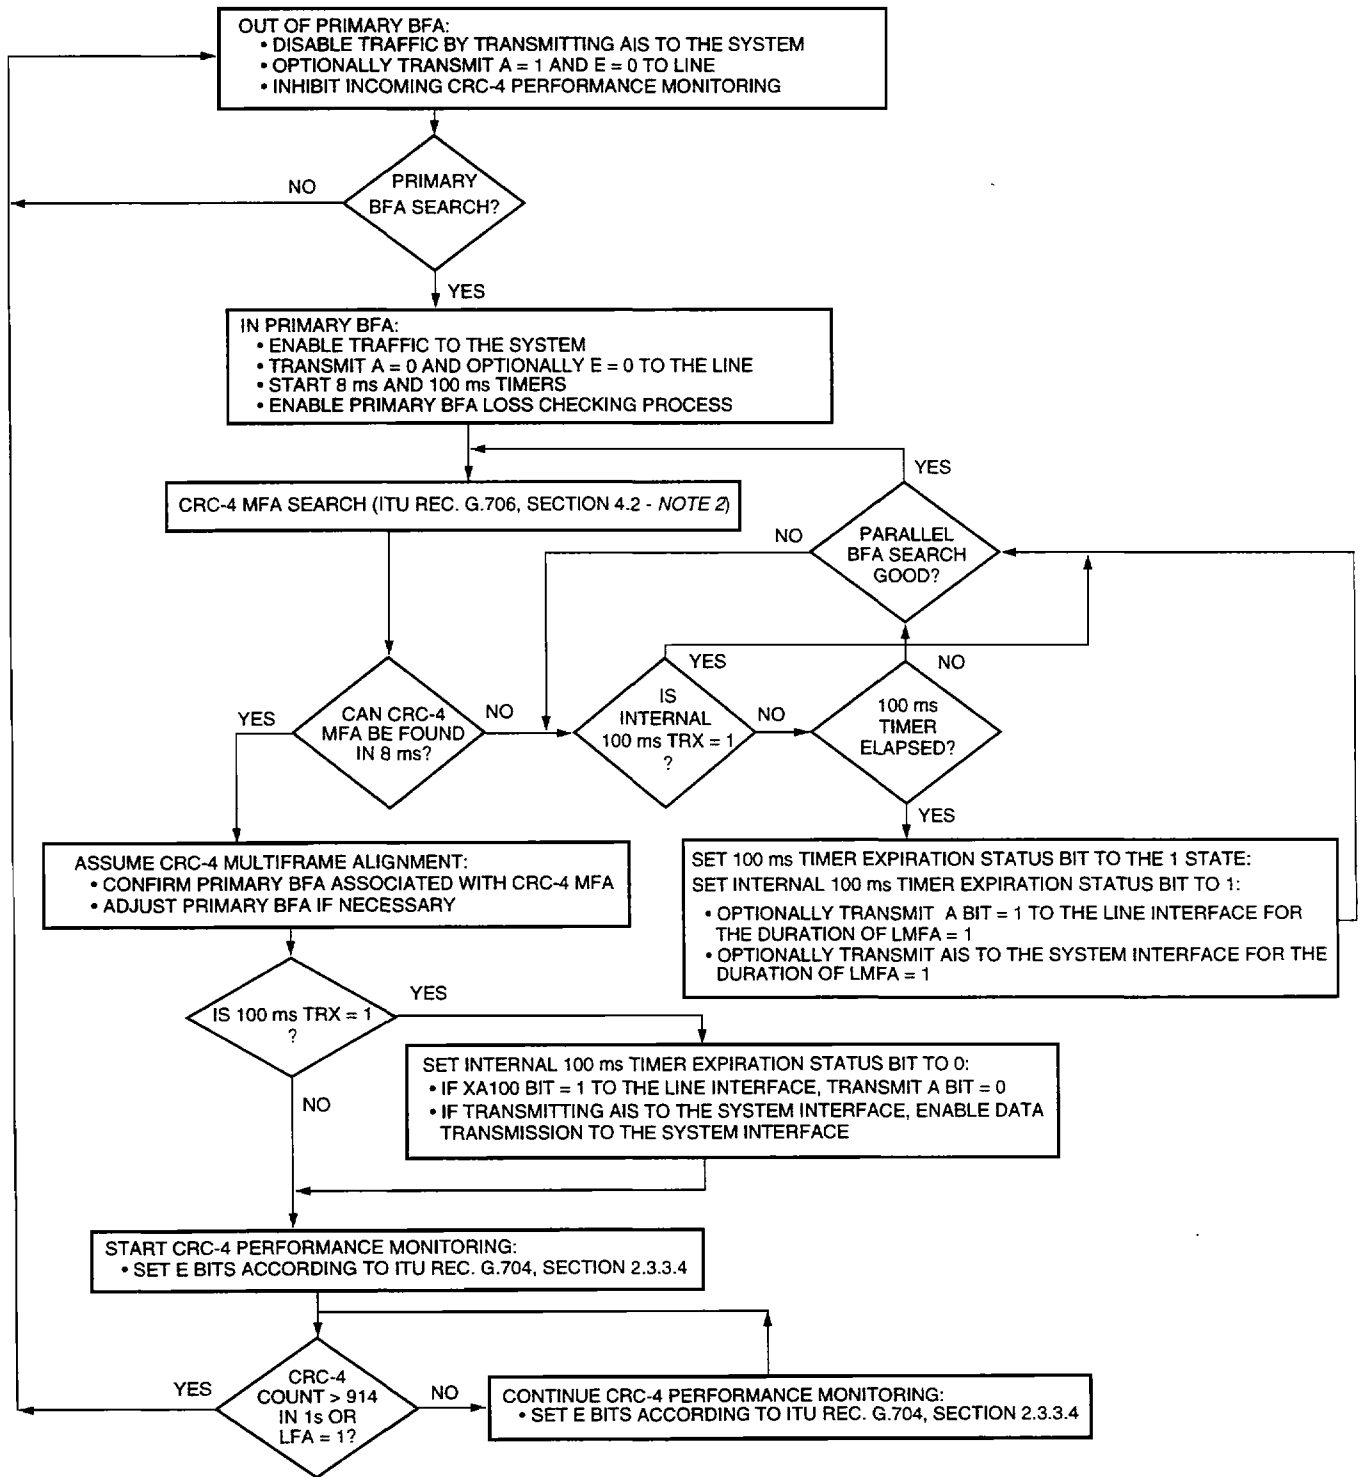 OUT OF PRIMARY BFA:
• DISABLE TRAFFIC BY TRANSMITTING AIS TO THE SYSTEM
• OPTIONALLY TRANSMIT A = 1 AND E = 0 TO LINE
• INHIBIT INCOMING CRC-4 PERFORMANCE MONITORING
NO
PRIMARY
BFA SEARCH?
YES
IN PRIMARY BFA:
• ENABLE TRAFFIC TO THE SYSTEM
• TRANSMIT A = 0 AND OPTIONALLY E = 0 TO THE LINE
• START 8 ms AND 100 ms TIMERS
• ENABLE PRIMARY BFA LOSS CHECKING PROCESS
YES
CRC-4 MFA SEARCH (ITU REC. G.706, SECTION 4.2 - NOTE 2)
NO
PARALLEL
BFA SEARCH
GOOD?
YES
CAN CRC-4
MFA BE FOUND
IN 8 ms?
NO
YES
IS
INTERNAL
100 ms TRX = 1
?
NO
NO
100 ms
TIMER
ELAPSED?
YES
ASSUME CRC-4 MULTIFRAME ALIGNMENT:
• CONFIRM PRIMARY BFA ASSOCIATED WITH CRC-4 MFA
• ADJUST PRIMARY BFA IF NECESSARY
SET 100 ms TIMER EXPIRATION STATUS BIT TO THE 1 STATE:
SET INTERNAL 100 ms TIMER EXPIRATION STATUS BIT TO 1:
• OPTIONALLY TRANSMIT A BIT = 1 TO THE LINE INTERFACE FOR
THE DURATION OF LMFA = 1
• OPTIONALLY TRANSMIT AIS TO THE SYSTEM INTERFACE FOR THE
DURATION OF LMFA = 1
IS 100 ms TRX = 1
?
YES
NO
SET INTERNAL 100 ms TIMER EXPIRATION STATUS BIT TO 0:
• IF XA100 BIT = 1 TO THE LINE INTERFACE, TRANSMIT A BIT = 0
• IF TRANSMITTING AIS TO THE SYSTEM INTERFACE, ENABLE DATA
TRANSMISSION TO THE SYSTEM INTERFACE
START CRC-4 PERFORMANCE MONITORING:
• SET E BITS ACCORDING TO ITU REC. G.704, SECTION 2.3.3.4
YES
CRC-4
COUNT > 914
IN 1s OR
LFA = 1?
NO
CONTINUE CRC-4 PERFORMANCE MONITORING:
• SET E BITS ACCORDING TO ITU REC. G.704, SECTION 2.3.3.4